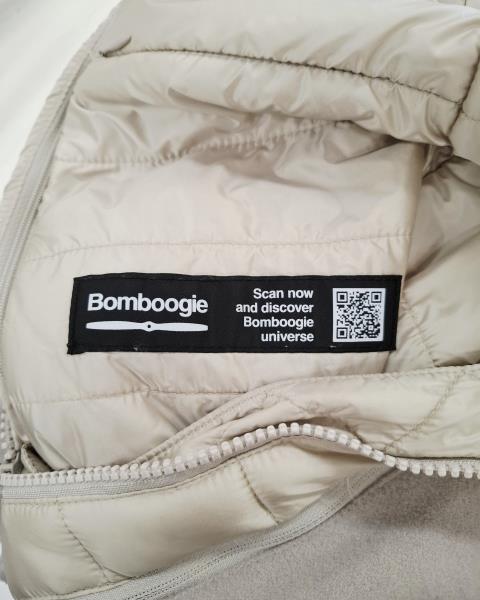 Bomboogie
Scan now
and discover
Bomboogie
universe